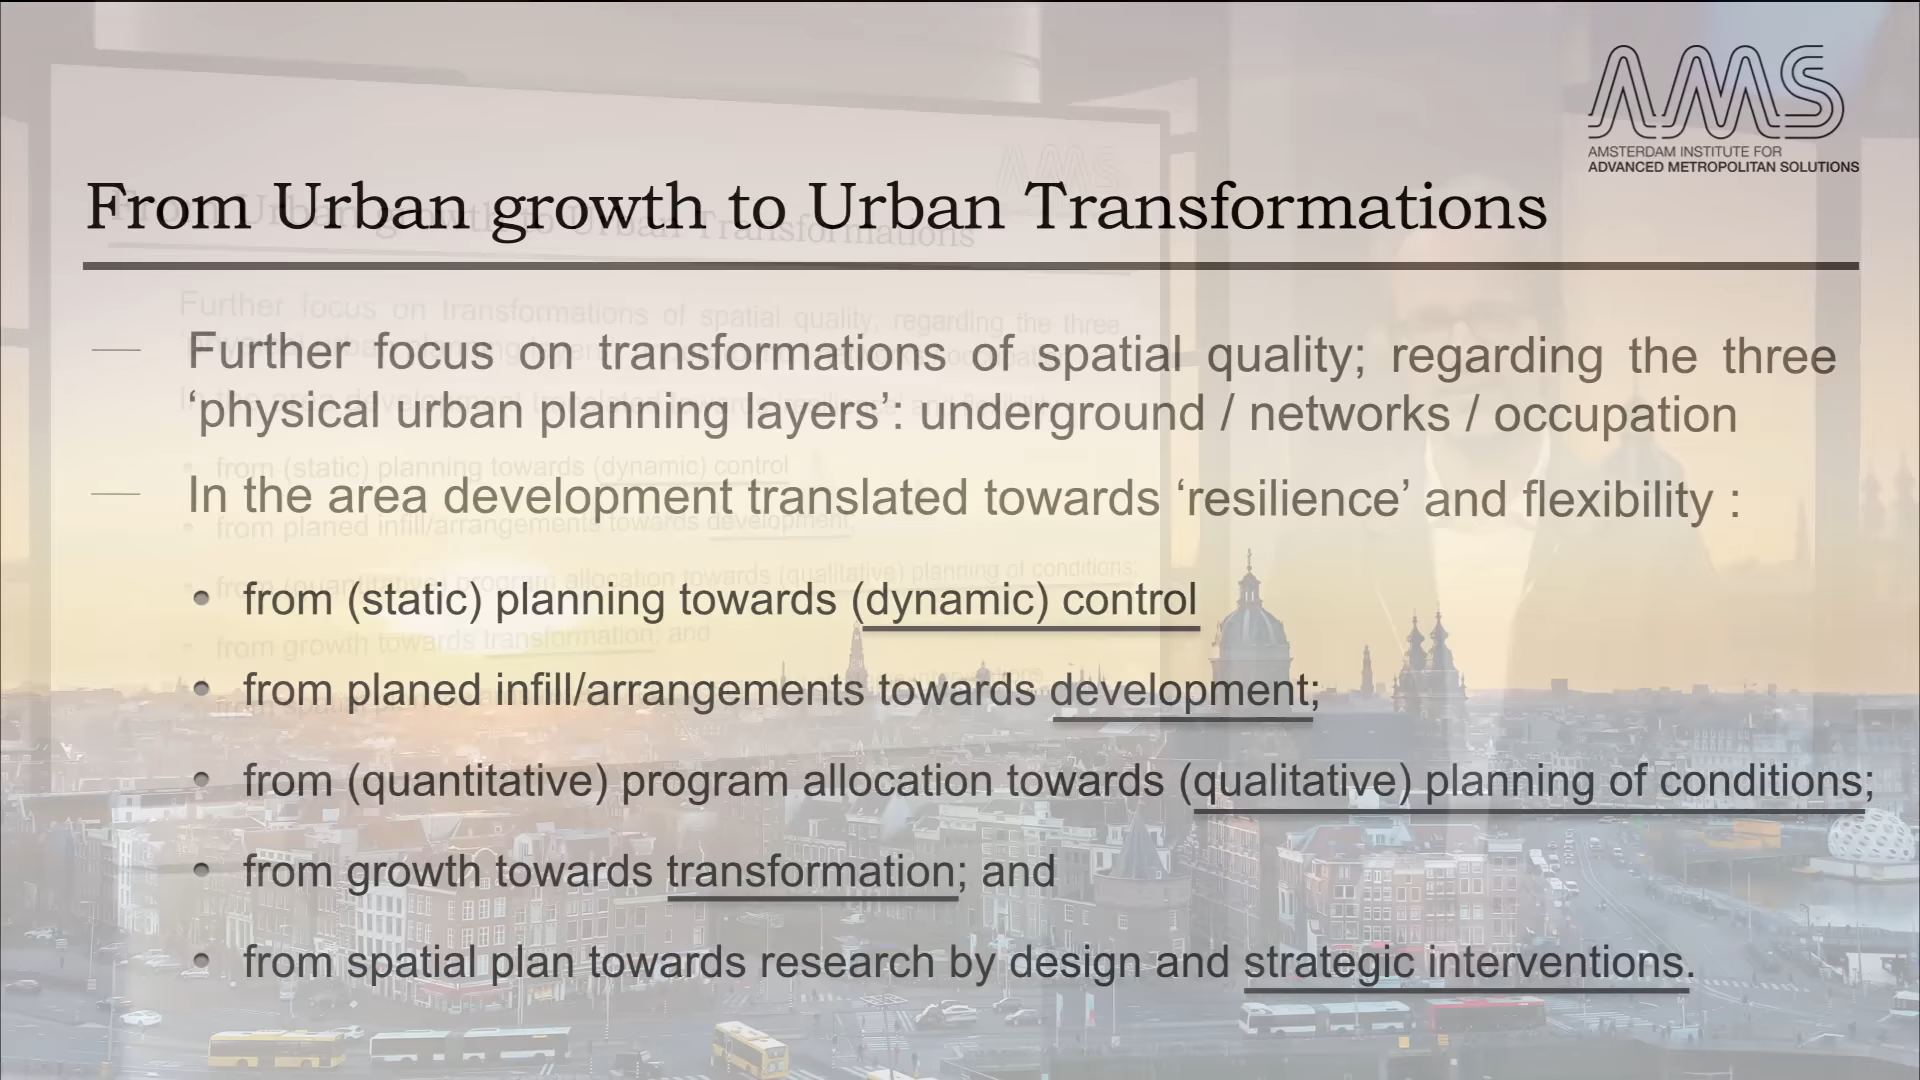 AMS
AMSTERDAM INSTITUTE FOR
ADVANCED METROPOLITAN SOLUTIONS
From Urban growth to Urban Transformations
— Further focus on transformations of spatial quality; regarding the three
‘physical urban planning layers’: underground / networks / occupation
— In the area development translated towards ‘resilience’ and flexibility :
• from (static) planning towards (dynamic) control
• from planed infill/arrangements towards development;
• from (quantitative) program allocation towards (qualitative) planning of conditions;
• from growth towards transformation; and
• from spatial plan towards research by design and strategic interventions.